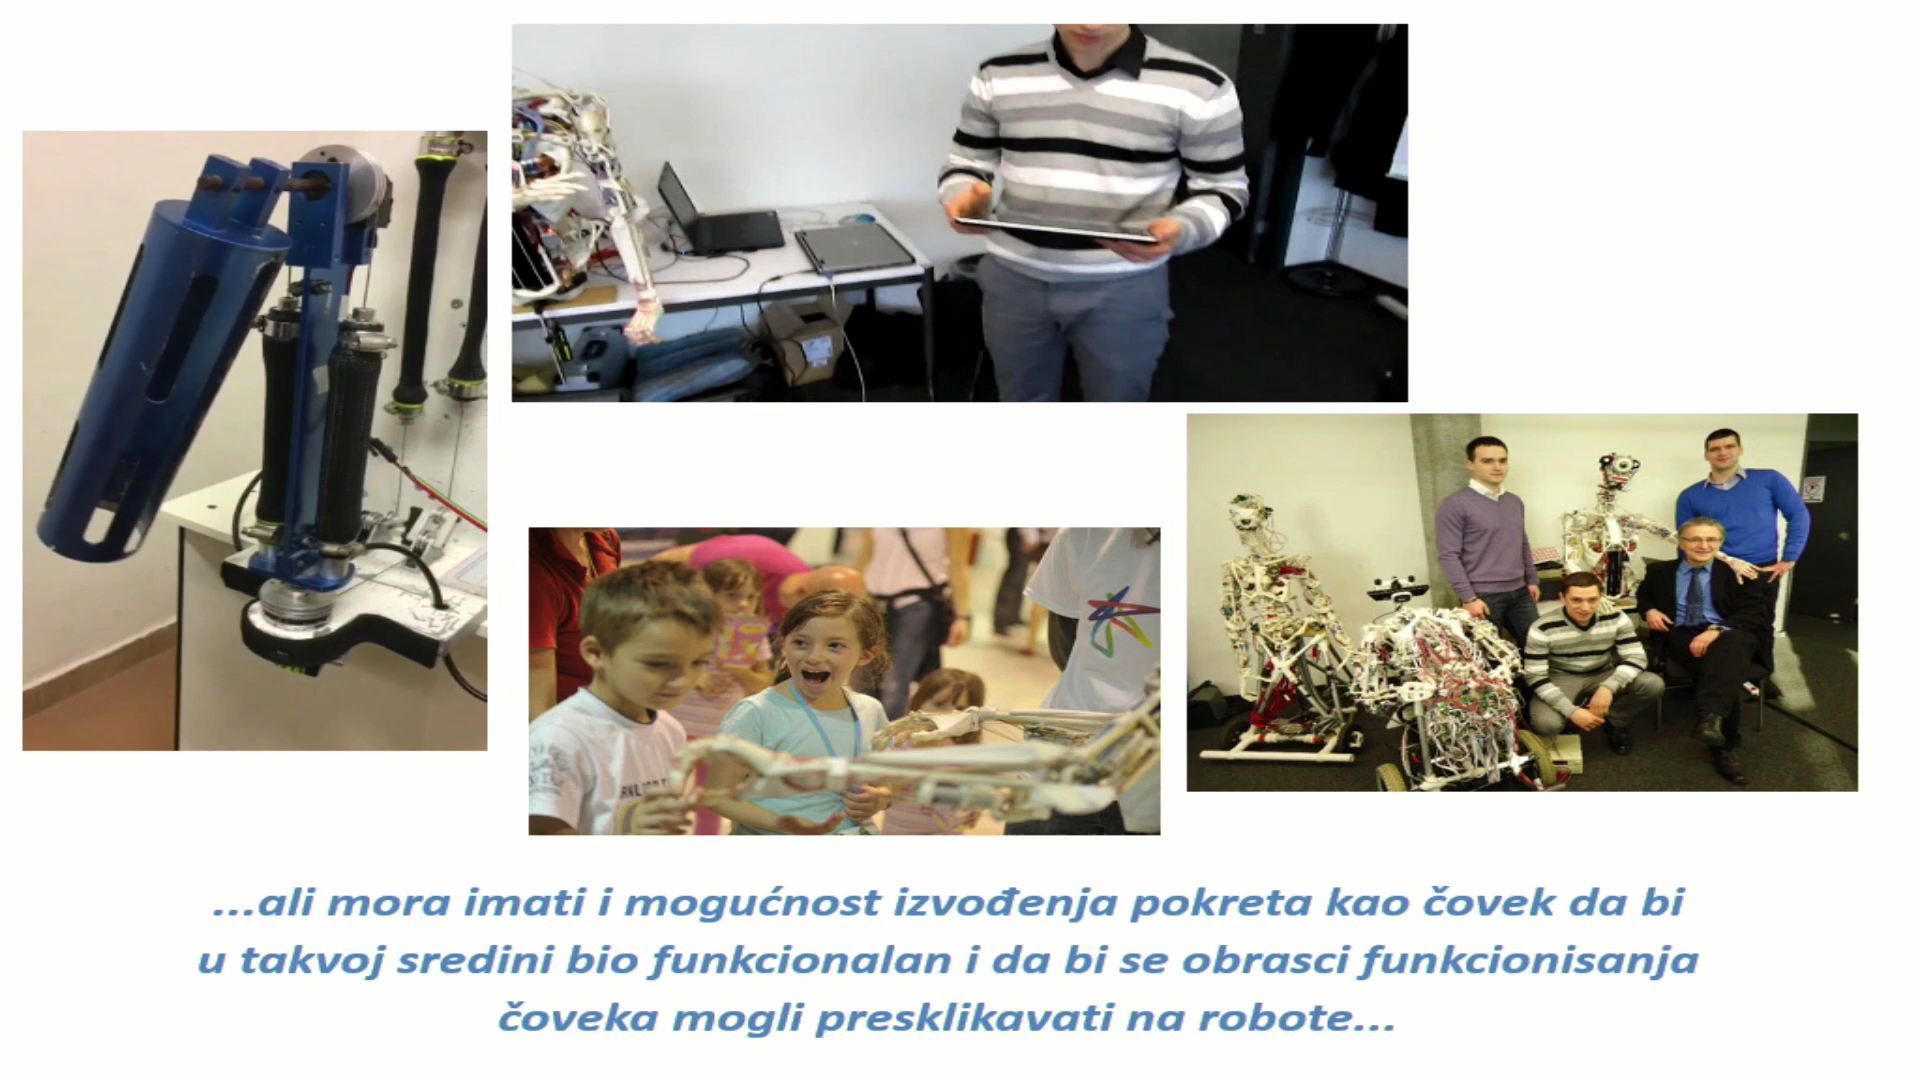 ...ali mora imati i mogućnost izvođenja pokreta kao čovek da bi
u takvoj sredini bio funkcionalan i da bi se obrasci funkcionisanja
čoveka mogli presklikavati na robote...